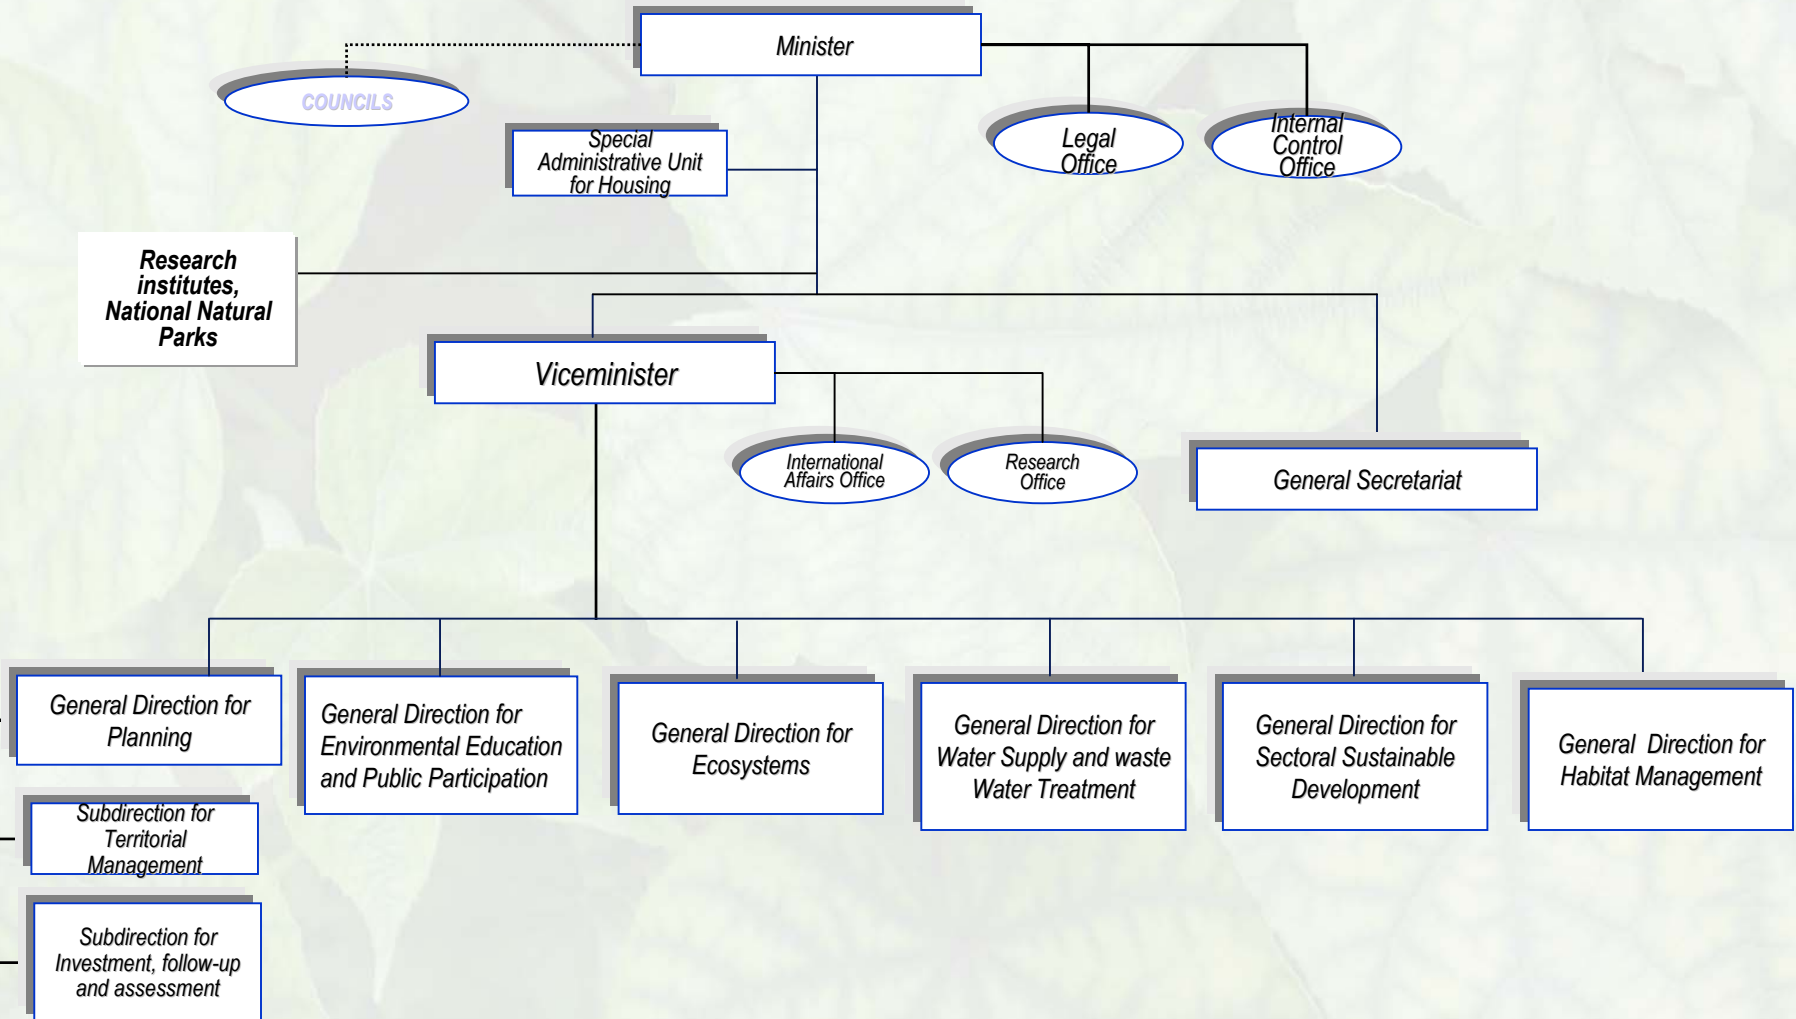 Minister
COUNCILS
Special
Administrative Unit
for Housing
Legal
Office
Internal
Control
Office
Research
institutes,
National Natural
Parks
Viceminister
International
Affairs Office
Research
Office
General Secretariat
General Direction for
Planning
General Direction for
Environmental Education
and Public Participation
General Direction for
Ecosystems
General Direction for
Water Supply and waste
Water Treatment
General Direction for
Sectoral Sustainable
Development
General  Direction for
Habitat Management
Subdirection for
Territorial
Management
Subdirection for
Investment, follow-up
and assessment